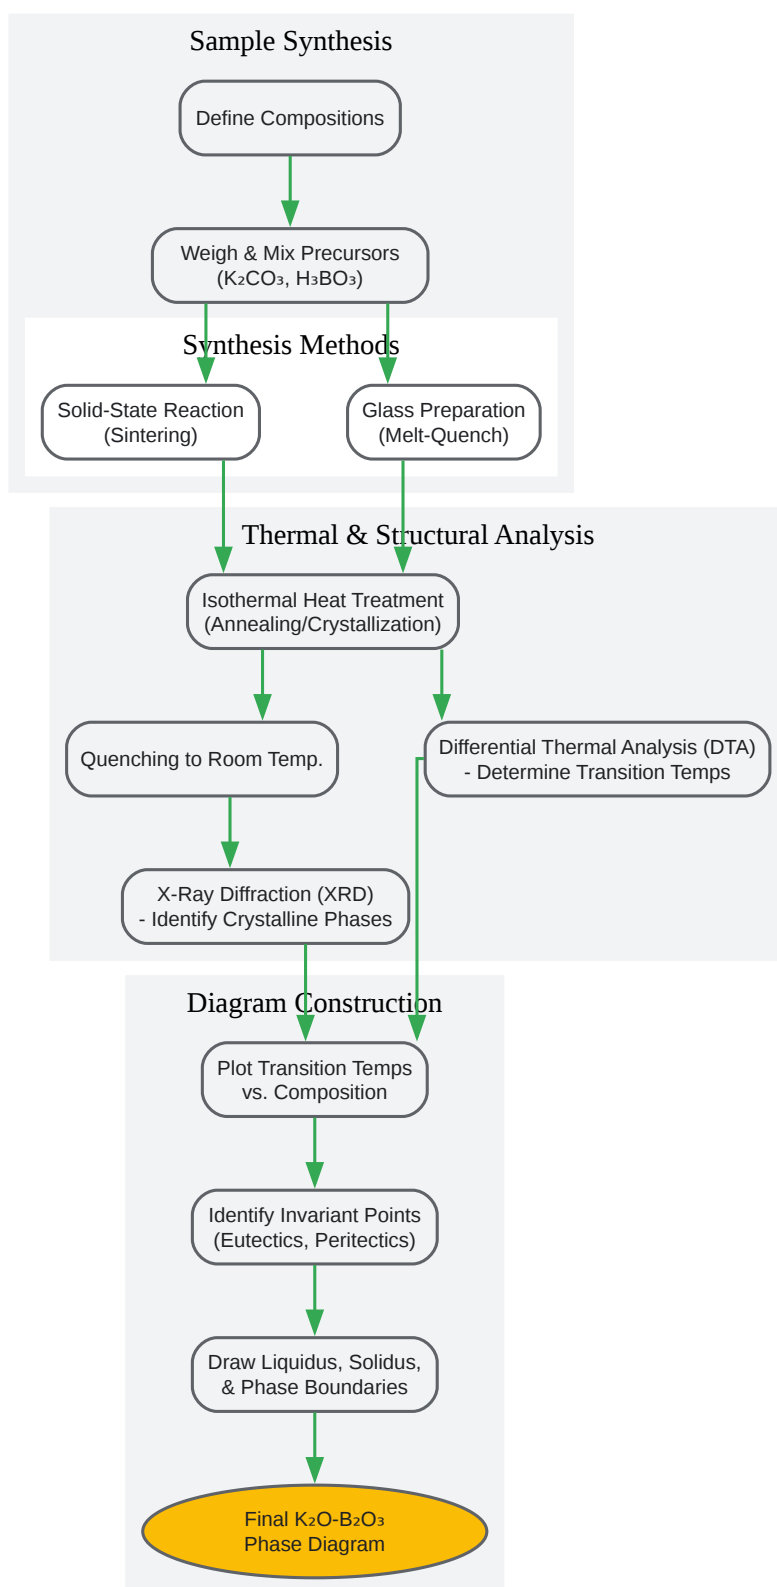 Sample Synthesis
Define Compositions
Weigh & Mix Precursors
(K₂CO₃, H₃BO₃)
Synthesis Methods
Solid-State Reaction
(Sintering)
Glass Preparation
(Melt-Quench)
Thermal & Structural Analysis
Isothermal Heat Treatment
(Annealing/Crystallization)
Quenching to Room Temp.
Differential Thermal Analysis (DTA)
- Determine Transition Temps
X-Ray Diffraction (XRD)
- Identify Crystalline Phases
Diagram Construction
Plot Transition Temps
vs. Composition
Identify Invariant Points
(Eutectics, Peritectics)
Draw Liquidus, Solidus,
& Phase Boundaries
Final K₂O-B₂O₃
Phase Diagram